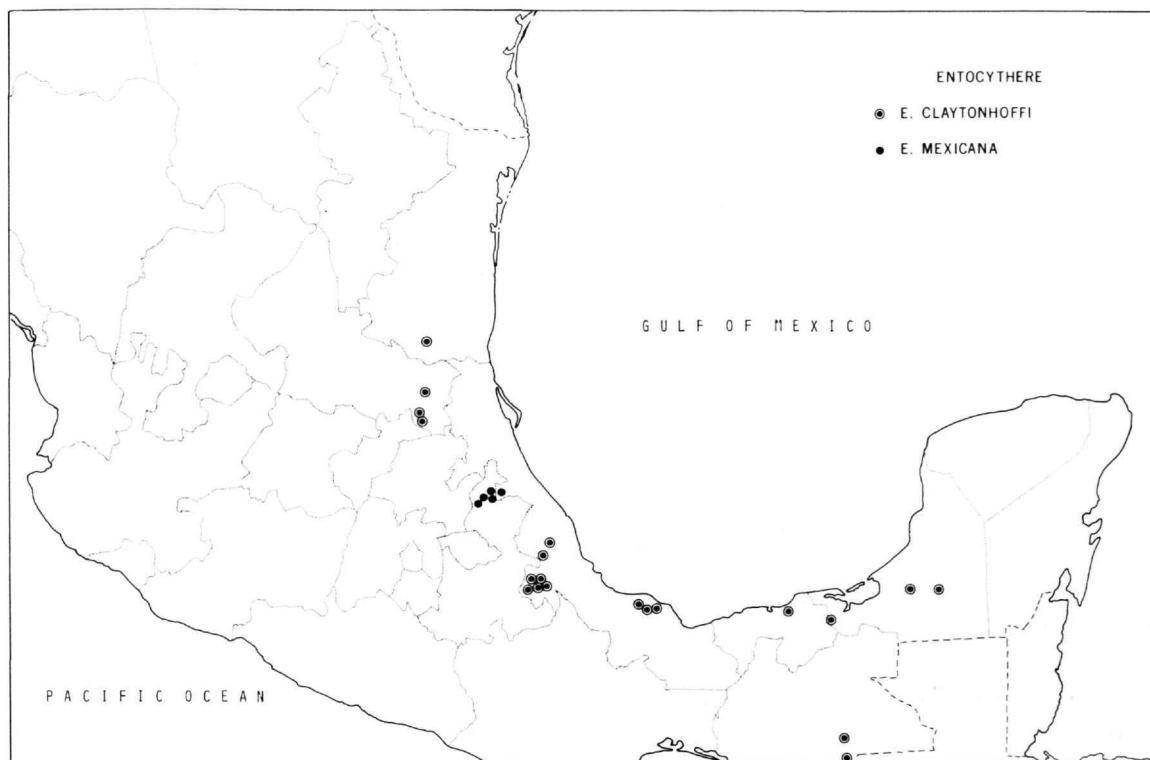 ENTOCYTHERE
E. CLAYTONHOFFI
E. MEXICANA
GULF OF MEXICO
PACIFIC OCEAN